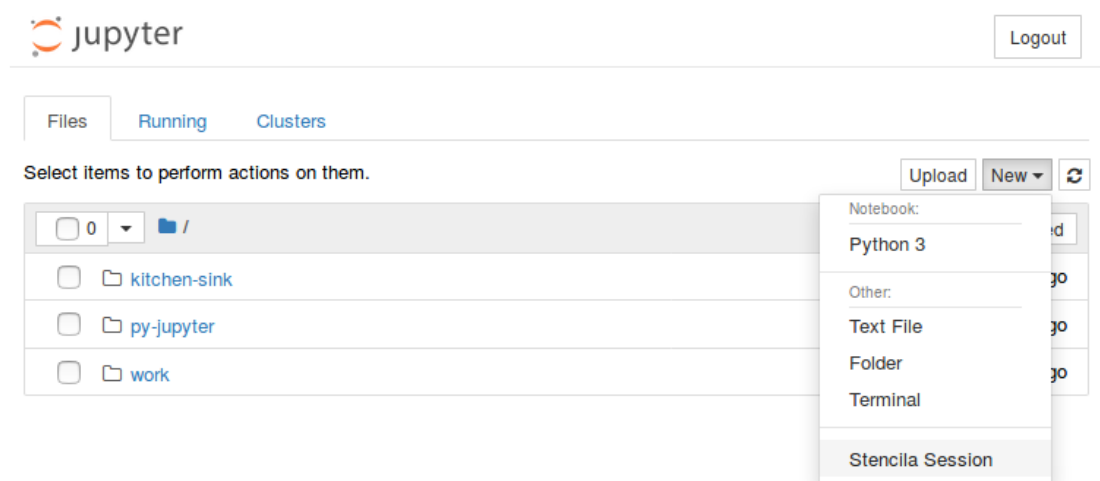 jupyter
Logout
Files Running Clusters
Select items to perform actions on them.
Upload New
0 /
Notebook:
Python 3
kitchen-sink
Other:
py-jupyter
Text File
Folder
work
Terminal
Stencila Session